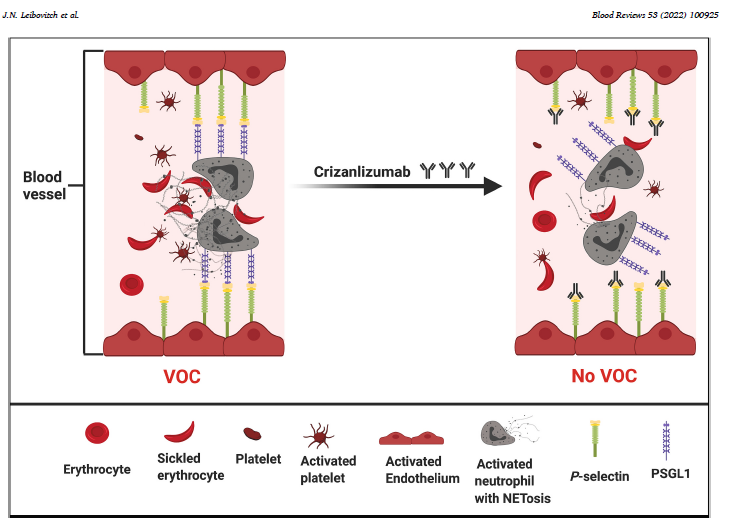 J.N. Leibovitch et al.
Blood Reviews 53 (2022) 100925
Blood
vessel
Crizanlizumab
VOC
No VOC
Erythrocyte
Sickled
erythrocyte
Platelet
Activated
platelet
Activated
Endothelium
Activated
neutrophil
with NETosis
P-selectin
PSGL1